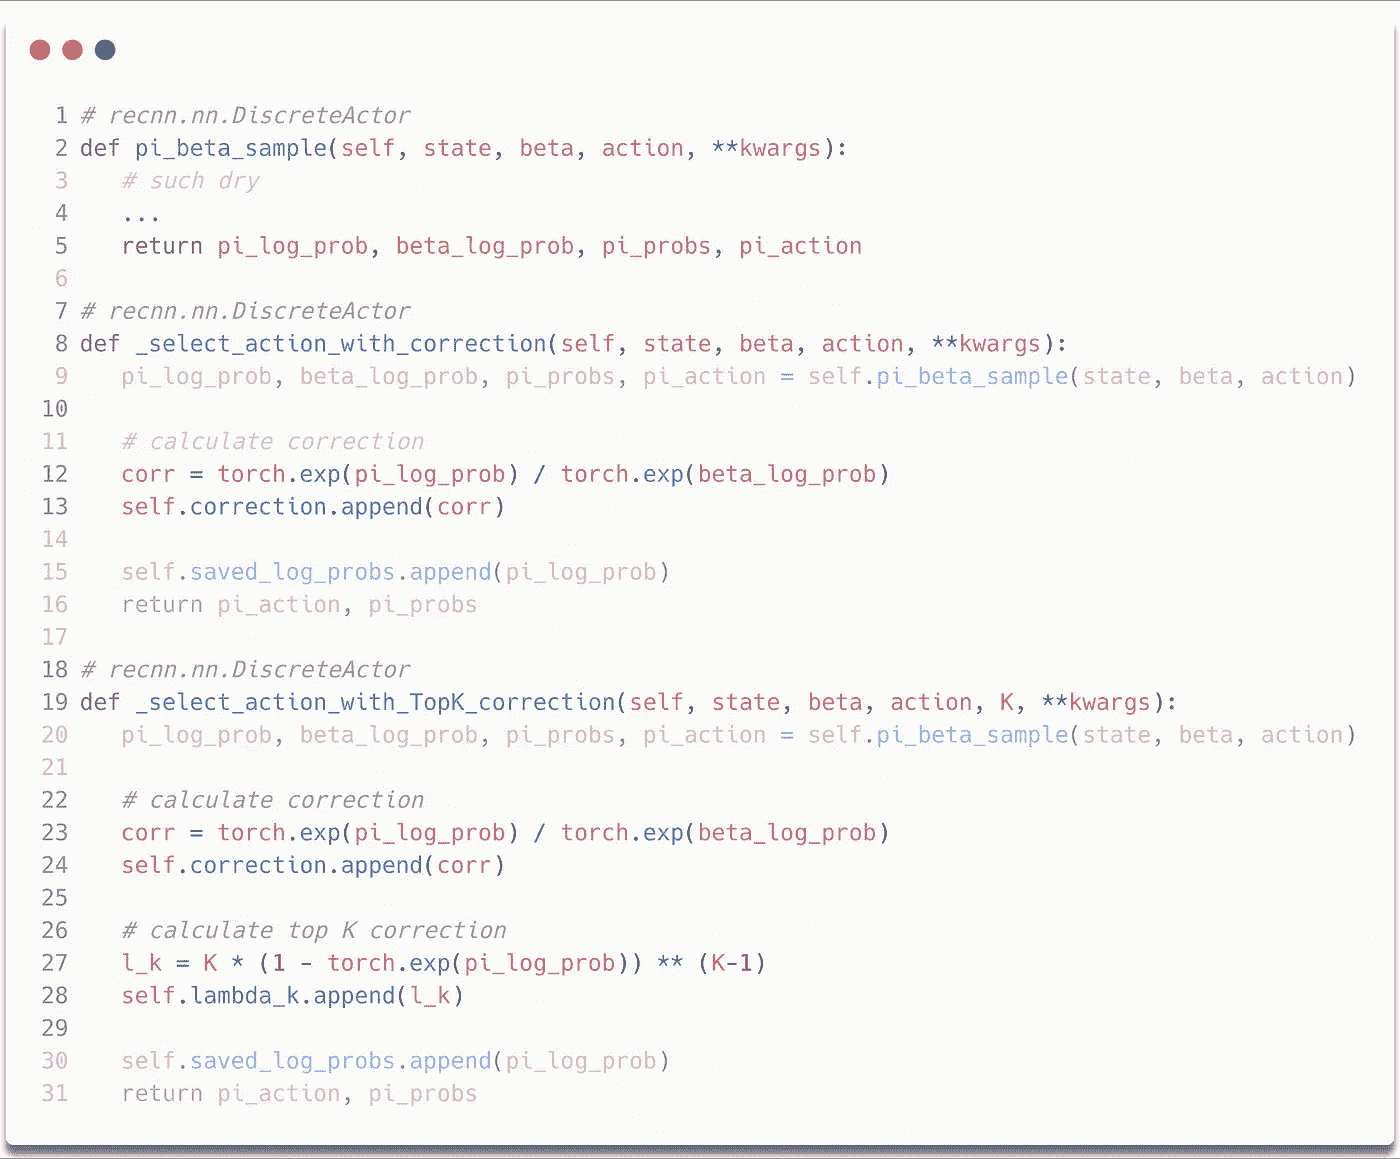 1 # recnn.nn.DiscreteActor
2 def pi_beta_sample(self, state, beta, action, **kwargs):
3    # such dry
4    ...
5    return pi_log_prob, beta_log_prob, pi_probs, pi_action
6
7 # recnn.nn.DiscreteActor
8 def _select_action_with_correction(self, state, beta, action, **kwargs):
9    pi_log_prob, beta_log_prob, pi_probs, pi_action = self.pi_beta_sample(state, beta, action)
10
11    # calculate correction
12    corr = torch.exp(pi_log_prob) / torch.exp(beta_log_prob)
13    self.correction.append(corr)
14
15    self.saved_log_probs.append(pi_log_prob)
16    return pi_action, pi_probs
17
18 # recnn.nn.DiscreteActor
19 def _select_action_with_TopK_correction(self, state, beta, action, K, **kwargs):
20    pi_log_prob, beta_log_prob, pi_probs, pi_action = self.pi_beta_sample(state, beta, action)
21
22    # calculate correction
23    corr = torch.exp(pi_log_prob) / torch.exp(beta_log_prob)
24    self.correction.append(corr)
25
26    # calculate top K correction
27    l_k = K * (1 - torch.exp(pi_log_prob)) ** (K-1)
28    self.lambda_k.append(l_k)
29
30    self.saved_log_probs.append(pi_log_prob)
31    return pi_action, pi_probs